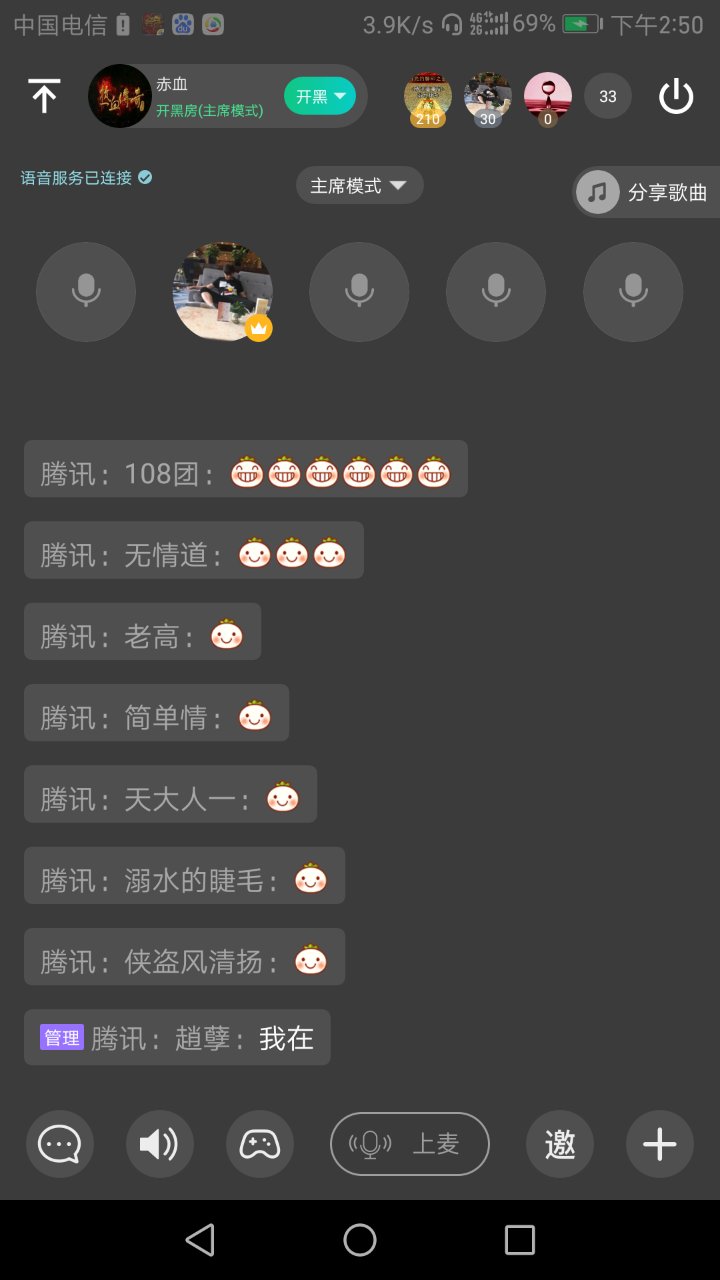 中国电信
3.9K/s 4G 2G 69% 下午2:50
赤血
开黑房(主席模式)
开黑
210
30
0
33
语音服务已连接
主席模式
分享歌曲
腾讯：108团：
腾讯：无情道：
腾讯：老高：
腾讯：简单情：
腾讯：天大人一：
腾讯：溺水的睫毛：
腾讯：侠盗风清扬：
管理 腾讯：趙孽：我在
上麦
邀